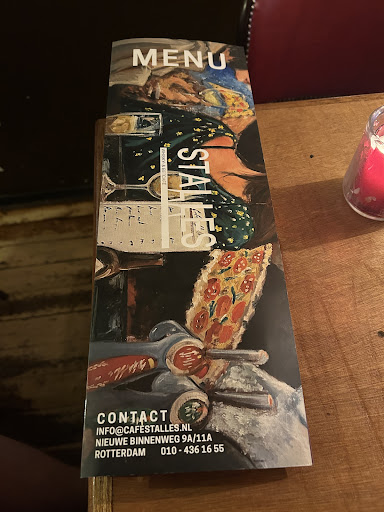 MENU
STALLES
CONTACT
INFO@CAFESTALLES.NL
NIEUWE BINNENWEG 9A/11A
ROTTERDAM 010 - 436 16 55